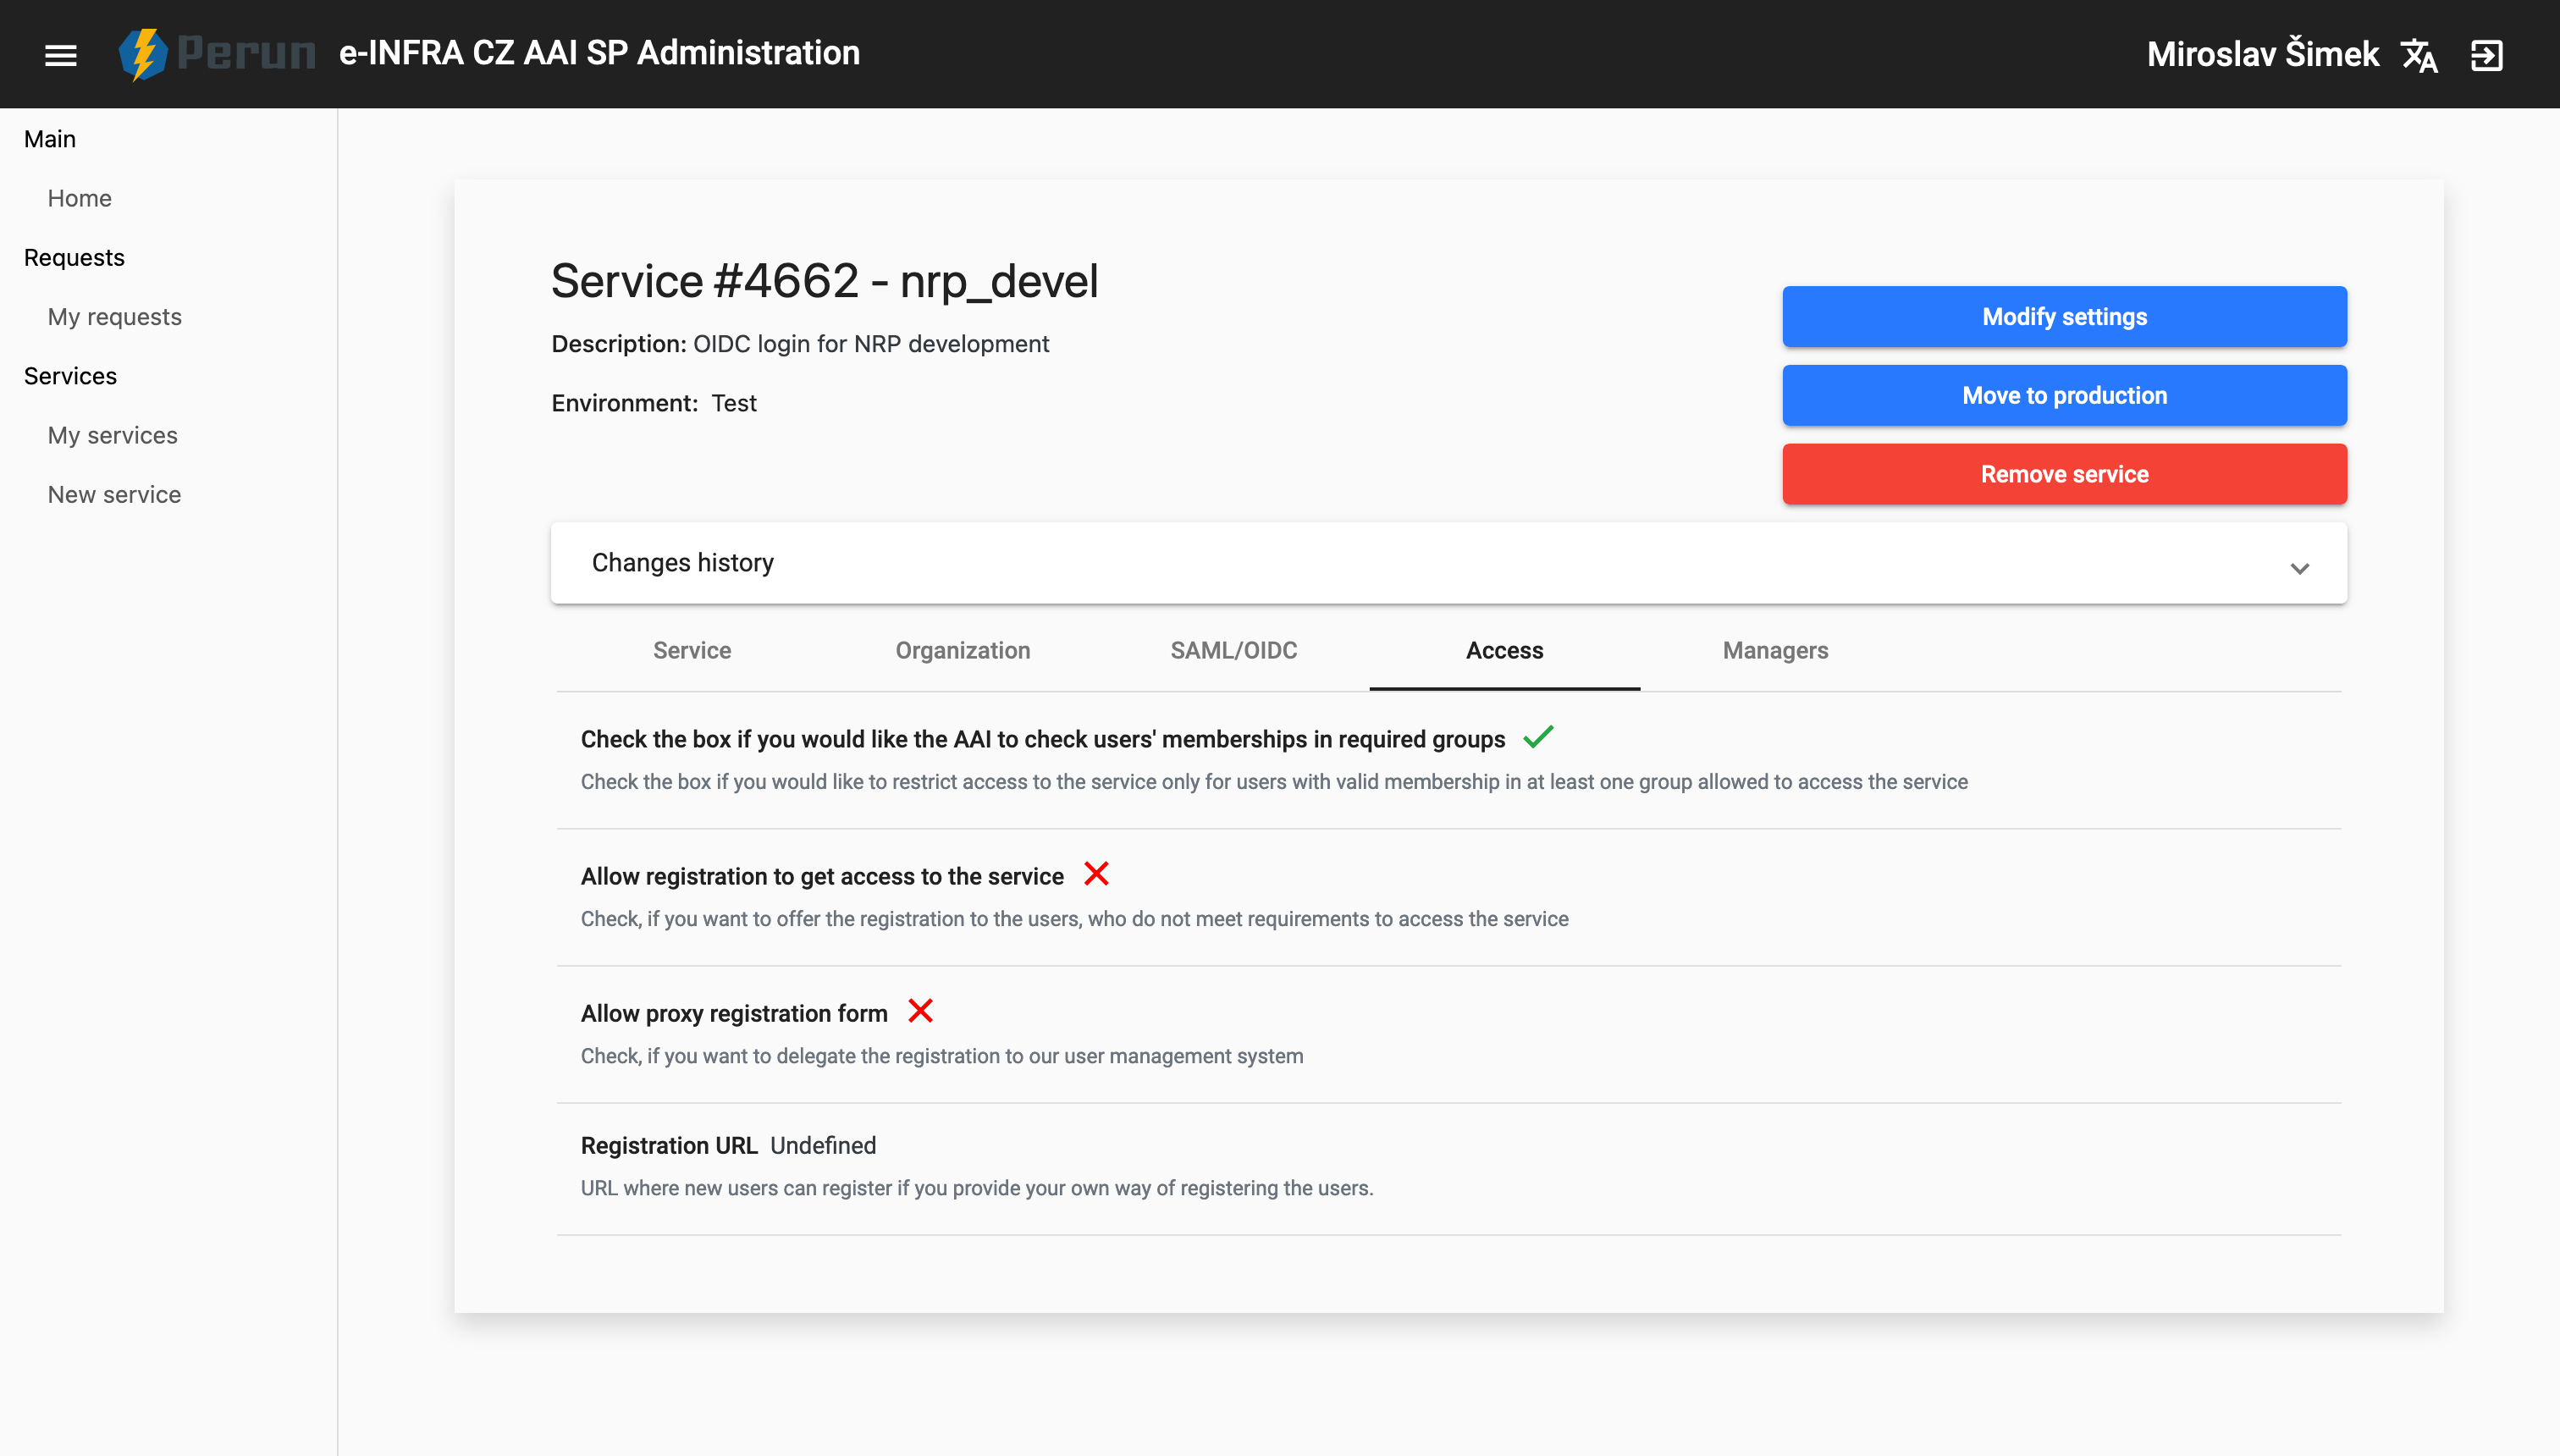 Perun e-INFRA CZ AAI SP Administration
Miroslav Šimek
Main
Home
Requests
My requests
Services
My services
New service
Service #4662 - nrp_devel
Description: OIDC login for NRP development
Environment: Test
Modify settings
Move to production
Remove service
Changes history
Service Organization SAML/OIDC Access Managers
Check the box if you would like the AAI to check users' memberships in required groups
Check the box if you would like to restrict access to the service only for users with valid membership in at least one group allowed to access the service
Allow registration to get access to the service
Check, if you want to offer the registration to the users, who do not meet requirements to access the service
Allow proxy registration form
Check, if you want to delegate the registration to our user management system
Registration URL Undefined
URL where new users can register if you provide your own way of registering the users.